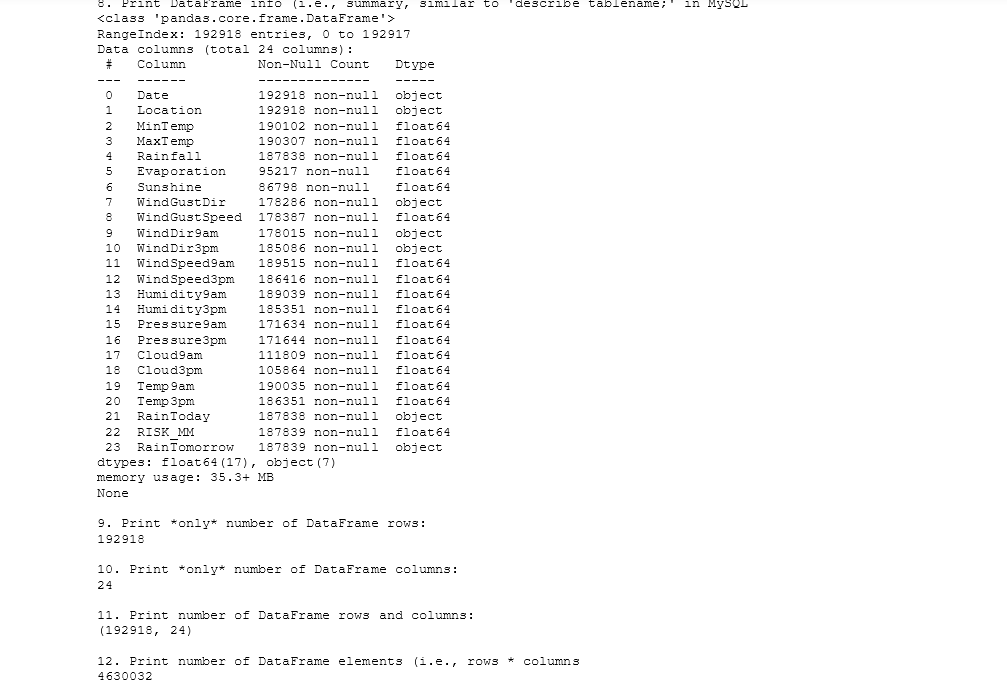 8. Print DataFrame info (i.e., summary, similar to 'describe tablename;' in MySQL
<class 'pandas.core.frame.DataFrame'>
RangeIndex: 192918 entries, 0 to 192917
Data columns (total 24 columns):
 #   Column         Non-Null Count   Dtype
---  ------         --------------   -----
 0   Date           192918 non-null  object
 1   Location       192918 non-null  object
 2   MinTemp        190102 non-null  float64
 3   MaxTemp        190307 non-null  float64
 4   Rainfall       187838 non-null  float64
 5   Evaporation    95217 non-null   float64
 6   Sunshine       86798 non-null   float64
 7   WindGustDir    178286 non-null  object
 8   WindGustSpeed  178387 non-null  float64
 9   WindDir9am     178015 non-null  object
 10  WindDir3pm     185086 non-null  object
 11  WindSpeed9am   189515 non-null  float64
 12  WindSpeed3pm   186416 non-null  float64
 13  Humidity9am    189039 non-null  float64
 14  Humidity3pm    185351 non-null  float64
 15  Pressure9am    171634 non-null  float64
 16  Pressure3pm    171644 non-null  float64
 17  Cloud9am       111809 non-null  float64
 18  Cloud3pm       105864 non-null  float64
 19  Temp9am        190035 non-null  float64
 20  Temp3pm        186351 non-null  float64
 21  RainToday      187838 non-null  object
 22  RISK_MM        187839 non-null  float64
 23  RainTomorrow   187839 non-null  object
dtypes: float64(17), object(7)
memory usage: 35.3+ MB
None
9. Print *only* number of DataFrame rows:
192918
10. Print *only* number of DataFrame columns:
24
11. Print number of DataFrame rows and columns:
(192918, 24)
12. Print number of DataFrame elements (i.e., rows * columns
4630032